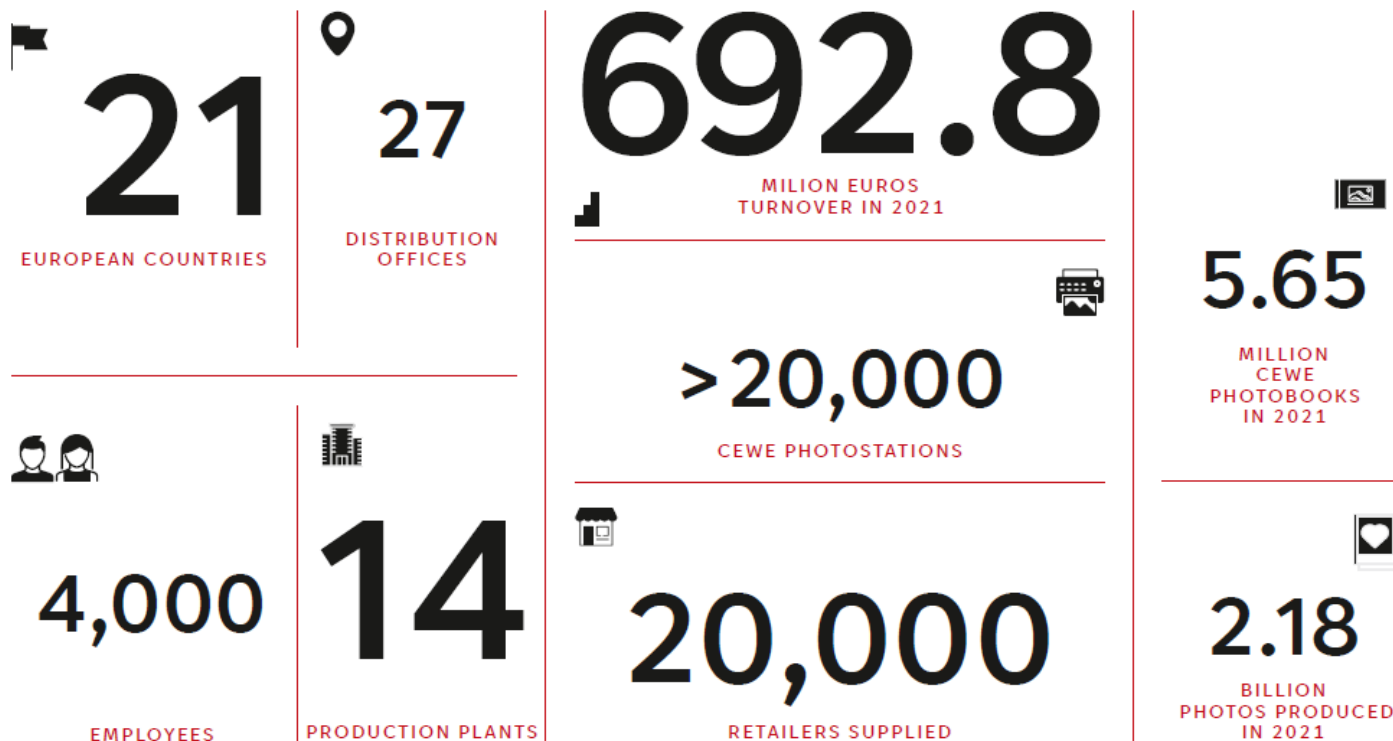 21
EUROPEAN COUNTRIES
27
DISTRIBUTION
OFFICES
4,000
EMPLOYEES
14
PRODUCTION PLANTS
692.8
MILION EUROS
TURNOVER IN 2021
>20,000
CEWE PHOTOSTATIONS
20,000
RETAILERS SUPPLIED
5.65
MILLION
CEWE
PHOTOBOOKS
IN 2021
2.18
BILLION
PHOTOS PRODUCED
IN 2021